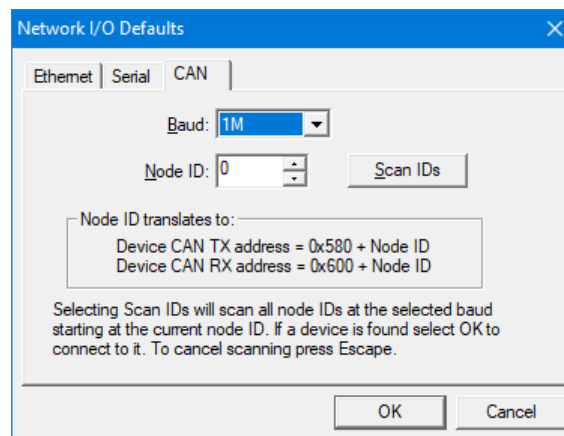 Network I/O Defaults
Ethernet Serial CAN
Baud: 1M
Node ID: 0 Scan IDs
Node ID translates to:
Device CAN TX address = 0x580 + Node ID
Device CAN RX address = 0x600 + Node ID
Selecting Scan IDs will scan all node IDs at the selected baud
starting at the current node ID. If a device is found select OK to
connect to it. To cancel scanning press Escape.
OK Cancel